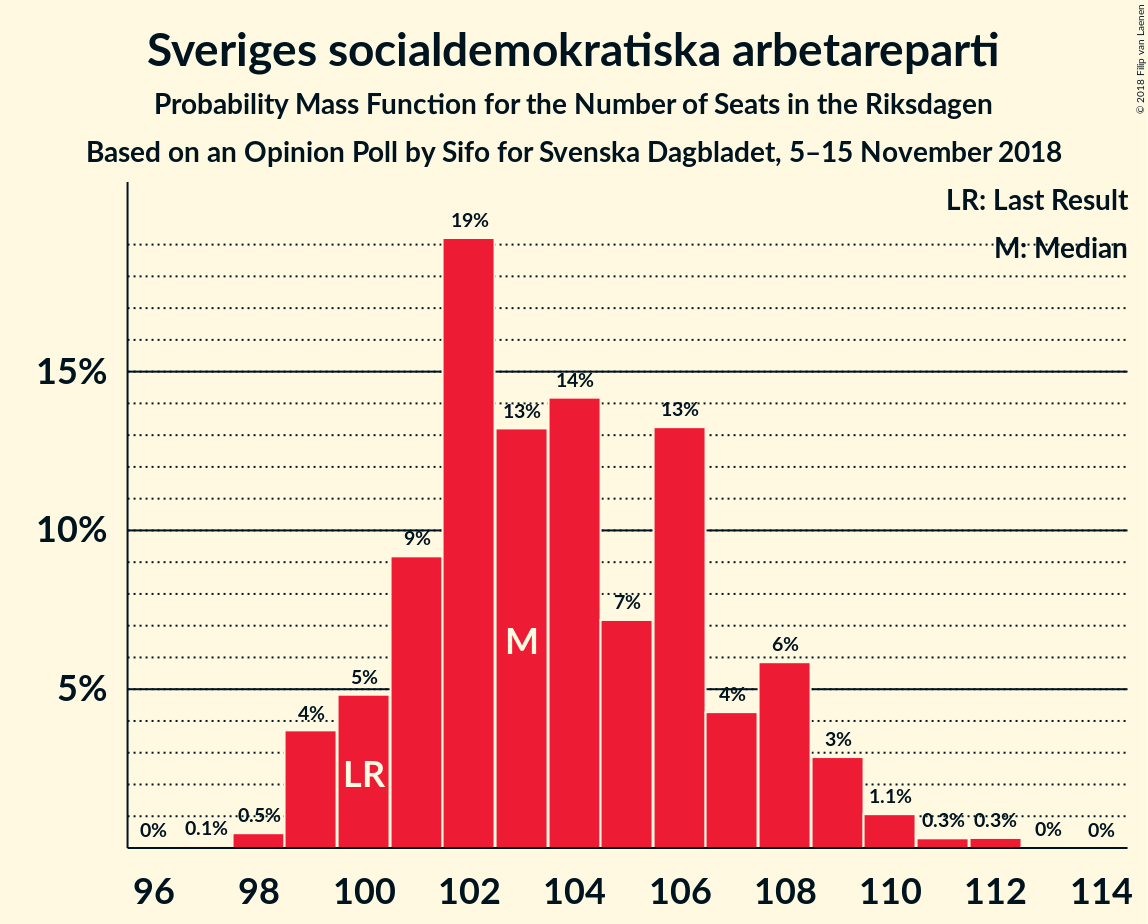 Sveriges socialdemokratiska arbetareparti
Probability Mass Function for the Number of Seats in the Riksdagen
Based on an Opinion Poll by Sifo for Svenska Dagbladet, 5–15 November 2018
© 2018 Filip van Laenen
LR: Last Result
M: Median
19%
15%
14%
13%
13%
10%
9%
7%
M
6%
5%
5%
4%
4%
3%
LR
1.1%
0.5%
0.3%
0.3%
0%
0.1%
0%
0%
96 98 100 102 104 106 108 110 112 114